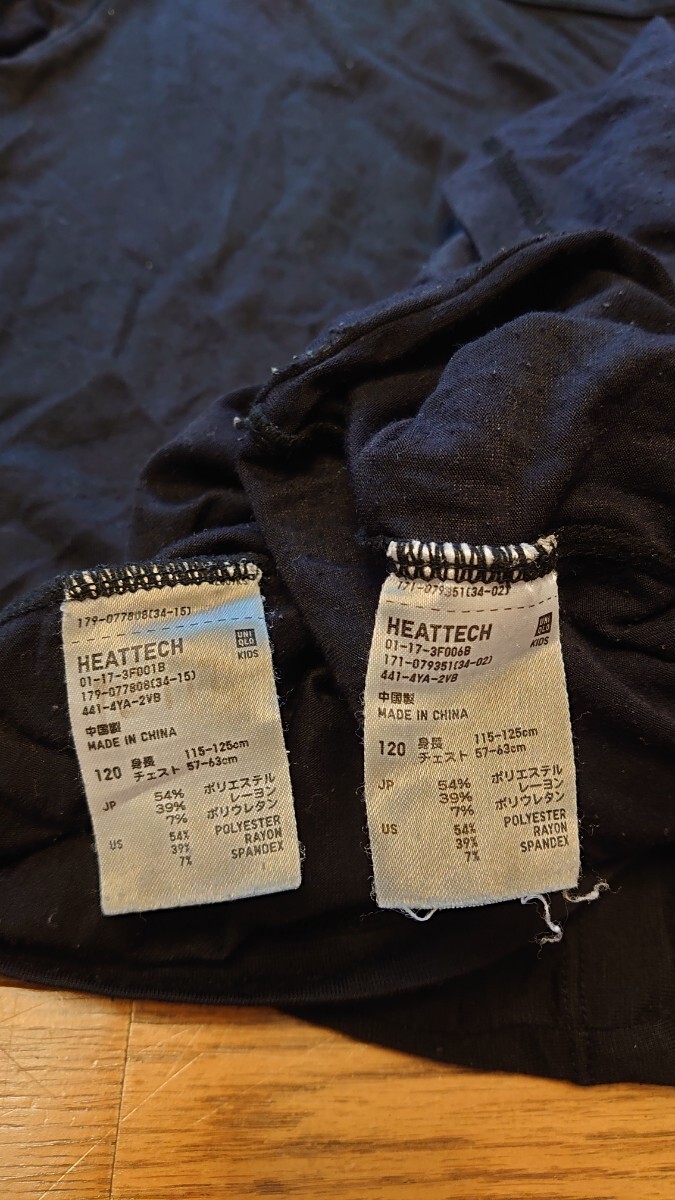 179-077808(34-15)
HEATTECH
UNI
QLO
KIDS
01-17-3F001B
179-077808(34-15)
441-4YA-2VB
中国製
MADE IN CHINA
120 身長 115-125cm
チェスト 57-63cm
JP 54% ポリエステル
39% レーヨン
7% ポリウレタン
US 54% POLYESTER
39% RAYON
7% SPANDEX
171-079351(34-02)
HEATTECH
UNI
QLO
KIDS
01-17-3F006B
171-079351(34-02)
441-4YA-2VB
中国製
MADE IN CHINA
120 身長 115-125cm
チェスト 57-63cm
JP 54% ポリエステル
39% レーヨン
7% ポリウレタン
US 54% POLYESTER
39% RAYON
7% SPANDEX